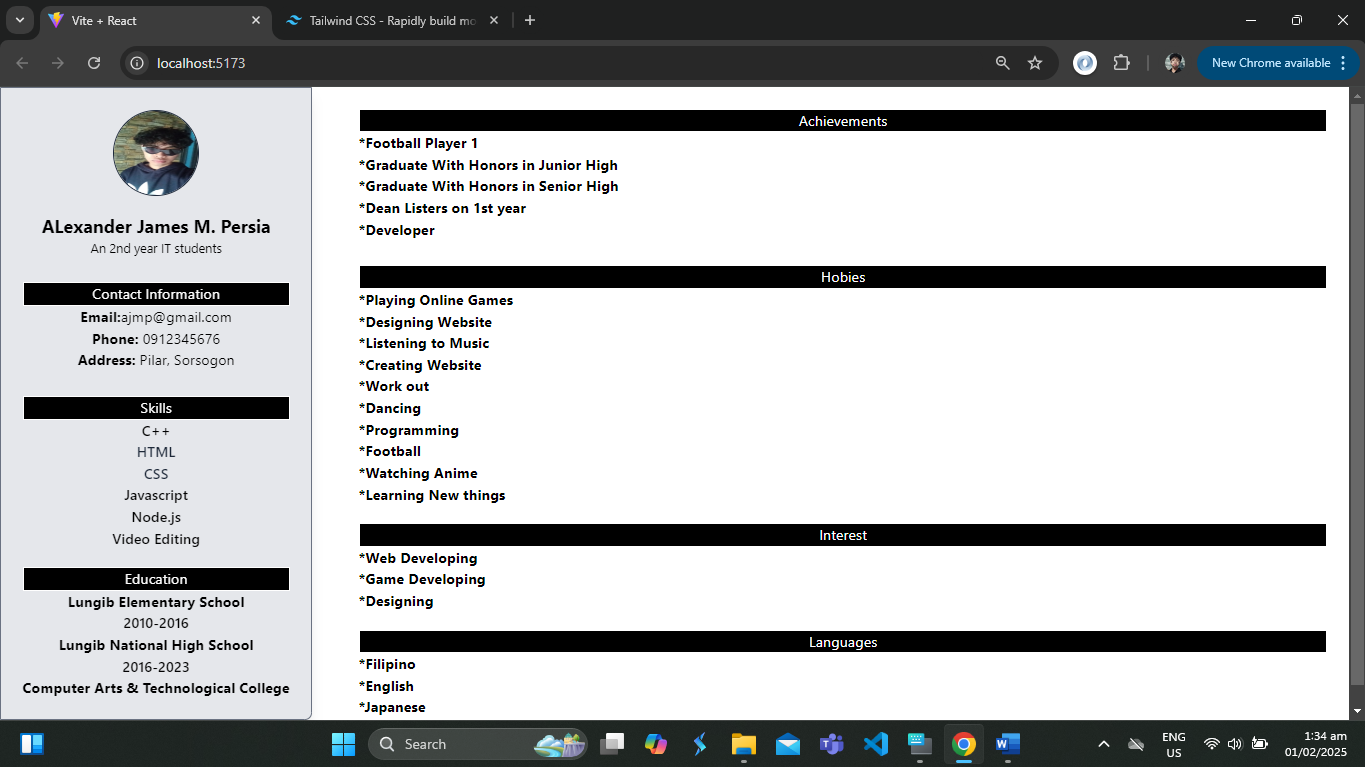 Vite + React
Tailwind CSS - Rapidly build mo
localhost:5173
New Chrome available
ALexander James M. Persia
An 2nd year IT students
Contact Information
Email:ajmp@gmail.com
Phone: 0912345676
Address: Pilar, Sorsogon
Skills
C++
HTML
CSS
Javascript
Node.js
Video Editing
Education
Lungib Elementary School
2010-2016
Lungib National High School
2016-2023
Computer Arts & Technological College
Achievements
*Football Player 1
*Graduate With Honors in Junior High
*Graduate With Honors in Senior High
*Dean Listers on 1st year
*Developer
Hobies
*Playing Online Games
*Designing Website
*Listening to Music
*Creating Website
*Work out
*Dancing
*Programming
*Football
*Watching Anime
*Learning New things
Interest
*Web Developing
*Game Developing
*Designing
Languages
*Filipino
*English
*Japanese
Search
ENG
US
1:34 am
01/02/2025